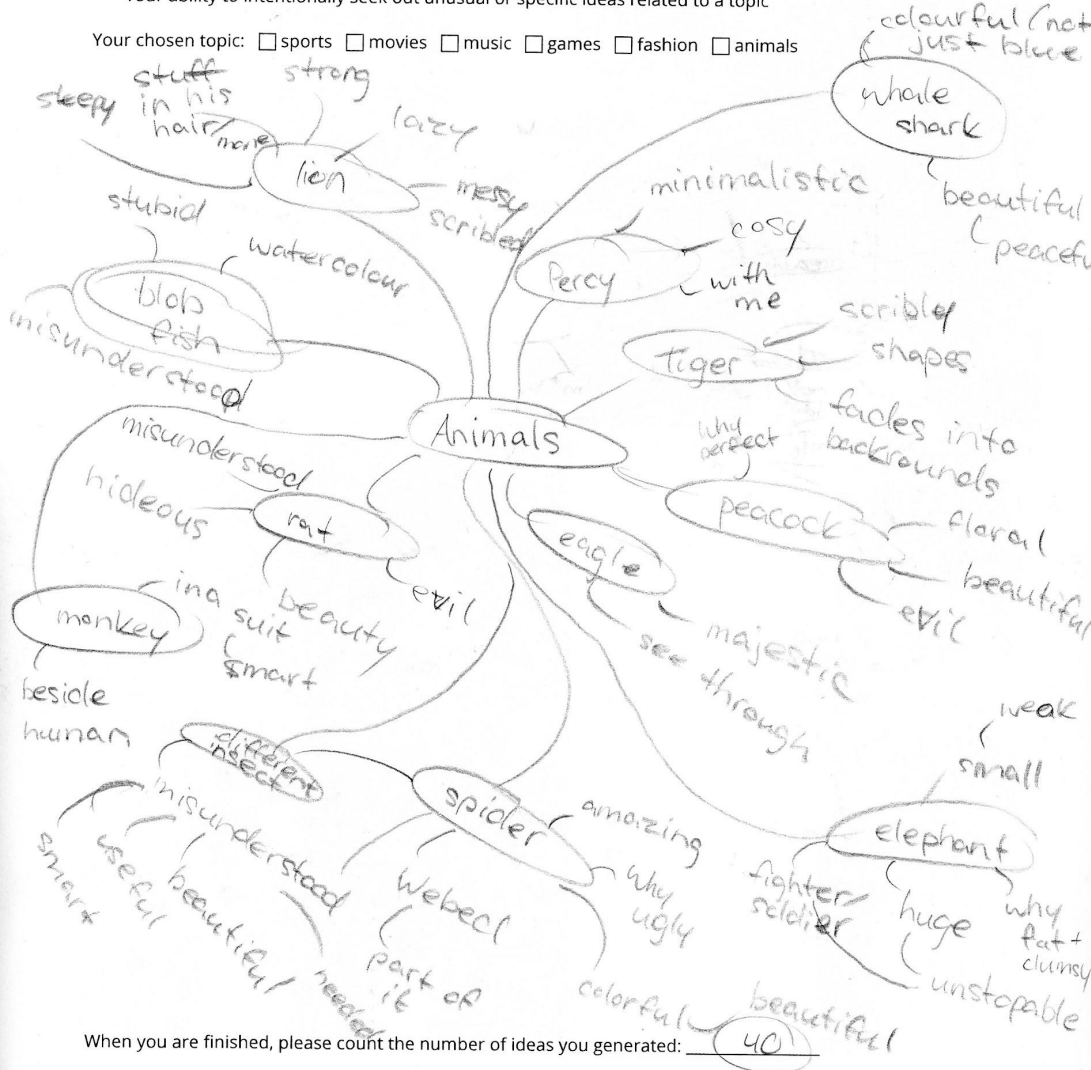 Your ability to intentionally seek out unusual or specific ideas related to a topic
Your chosen topic: sports movies music games fashion animals
colourful (not
just blue
whale
shark
beautiful
peacefu
stuff
in his
hair/mane
strong
sleepy
lazy
lion
messy
scribled
minimalistic
Percy
cosy
with
me
stubid
watercolour
blob
fish
misunderstood
scribley
shapes
Tiger
fades into
backrounds
Animals
why
perfect
peacock
floral
beautiful
evil
misunderstood
hideous
rat
beauty
evil
eagle
majestic
see through
monkey
in a
suit
smart
beside
human
different
insect
misunderstood
smart
useful
beautiful
needed
spider
amazing
why
ugly
webed
part of
it
colorful
beautiful
weak
small
elephant
fighter/
soldier
huge
unstopable
why
fat +
clumsy
When you are finished, please count the number of ideas you generated: 40